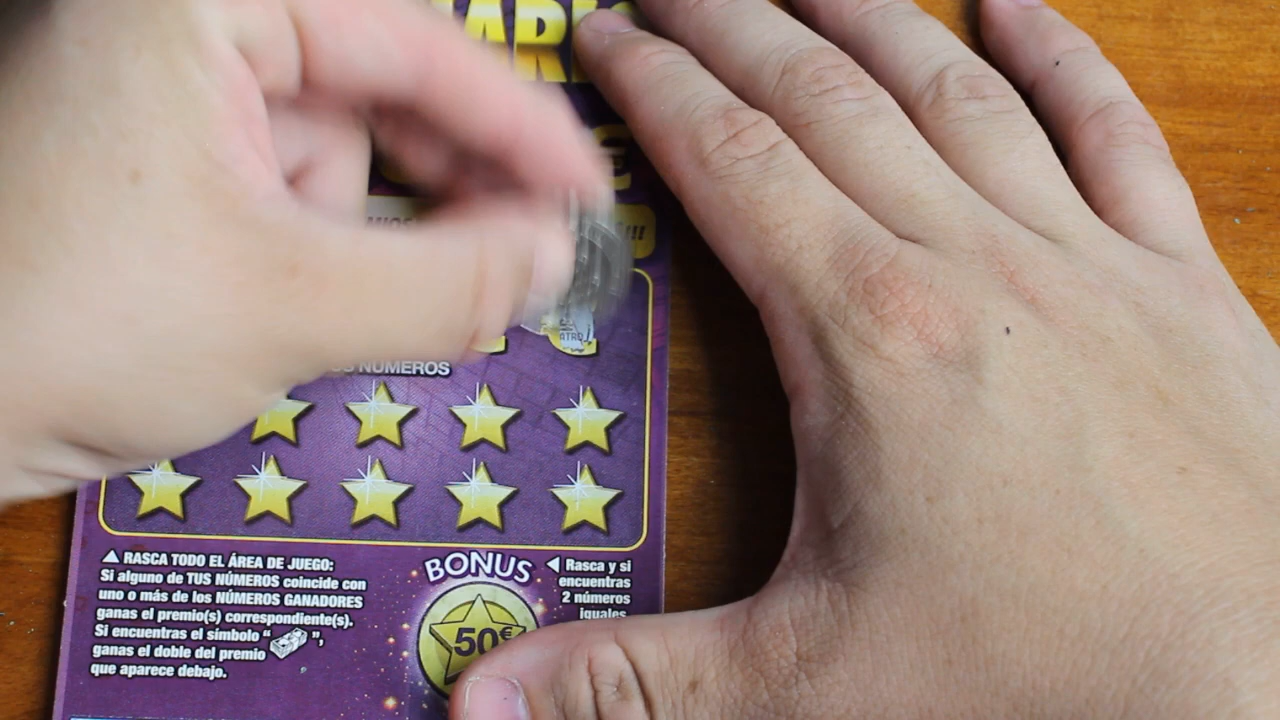 TUS NÚMEROS
▲ RASCA TODO EL ÁREA DE JUEGO:
Si alguno de TUS NÚMEROS coincide con
uno o más de los NÚMEROS GANADORES
ganas el premio(s) correspondiente(s).
Si encuentras el símbolo “ ”,
ganas el doble del premio
que aparece debajo.
BONUS
50€
◀ Rasca y si
encuentras
2 números
iguales